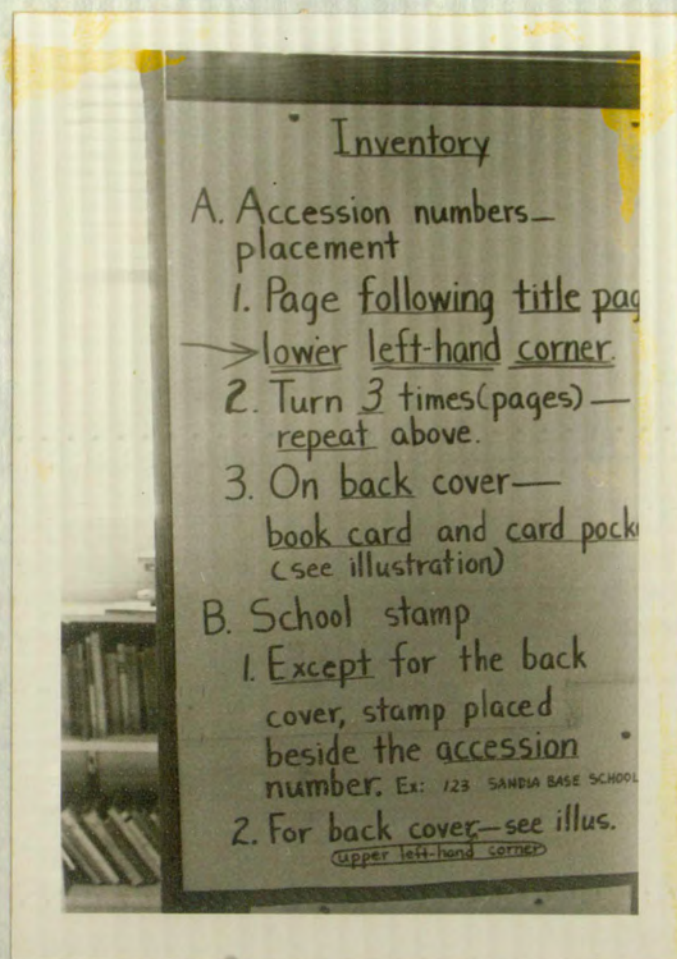 Inventory
A. Accession numbers—
placement
1. Page following title pag
lower left-hand corner.
2. Turn 3 times(pages)—
repeat above.
3. On back cover—
book card and card pocke
(see illustration)
B. School stamp
1. Except for the back
cover, stamp placed
beside the accession
number. Ex: 123 SANDIA BASE SCHOOL
2. For back cover—see illus.
upper left-hand corner